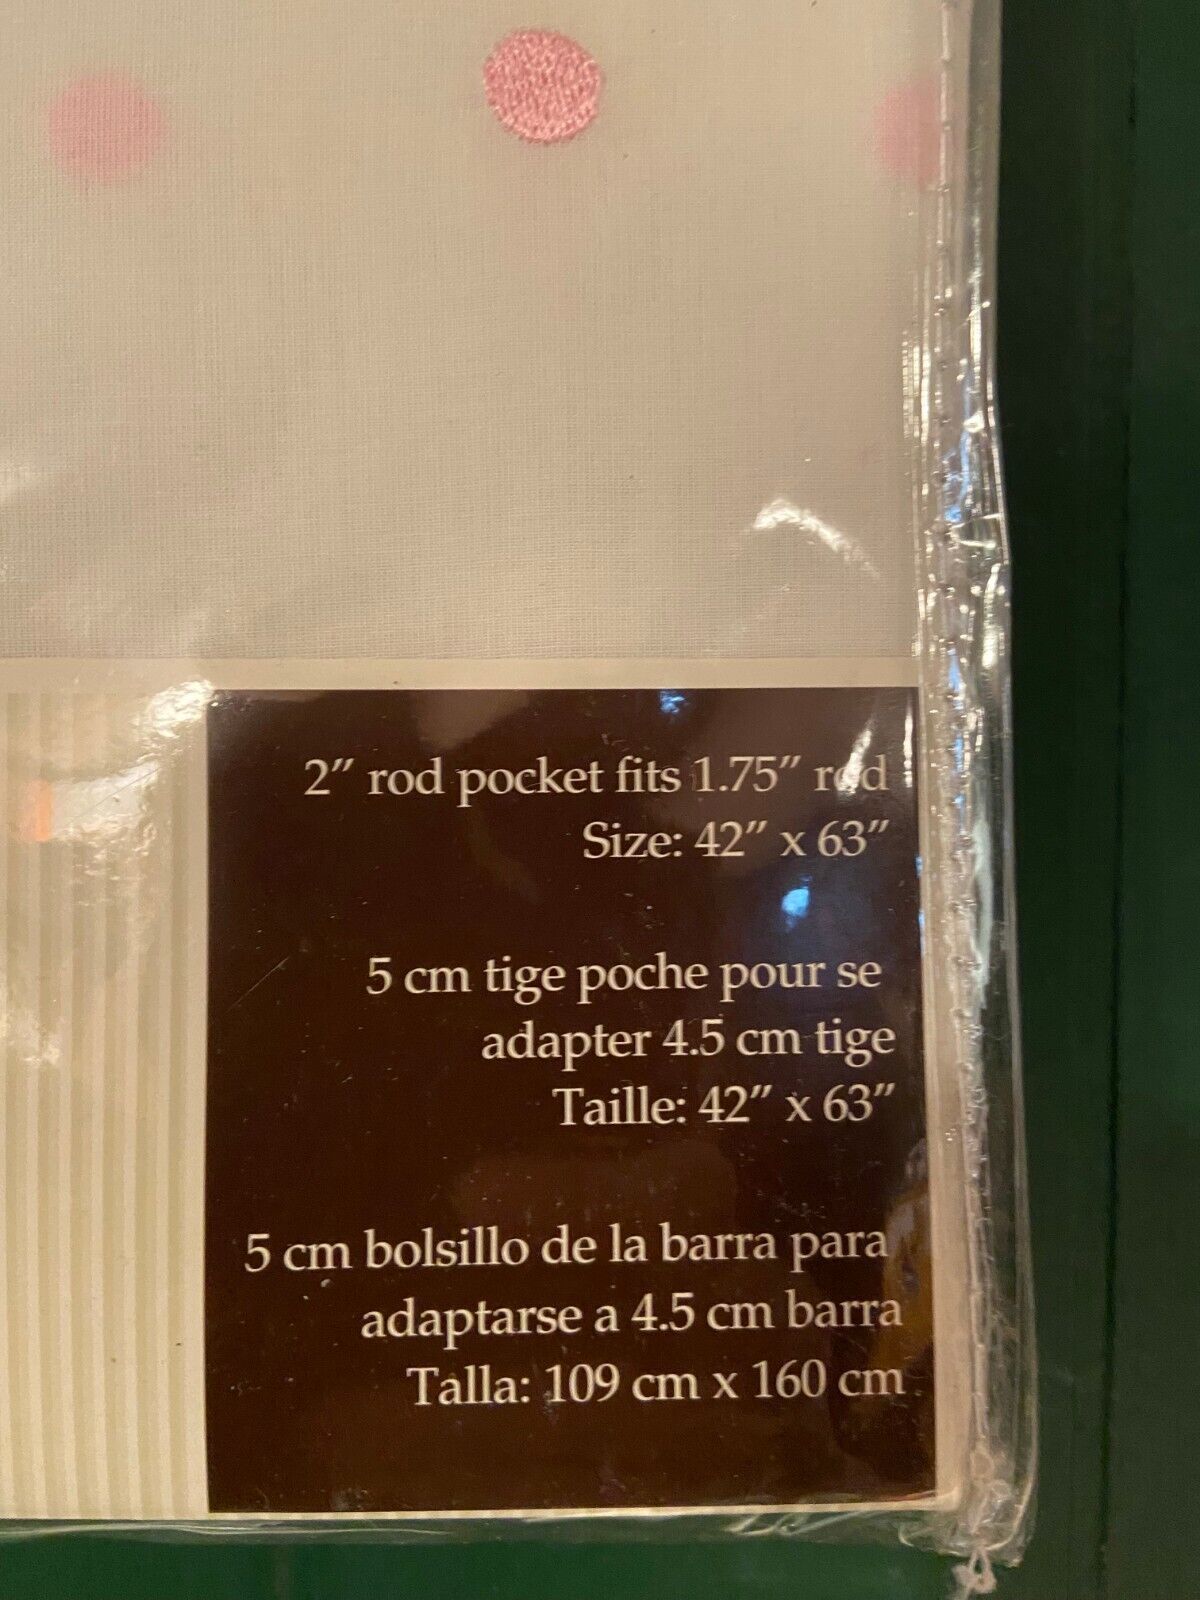 2" rod pocket fits 1.75" rod
Size: 42" x 63"
5 cm tige poche pour se
adapter 4.5 cm tige
Taille: 42" x 63"
5 cm bolsillo de la barra para
adaptarse a 4.5 cm barra
Talla: 109 cm x 160 cm